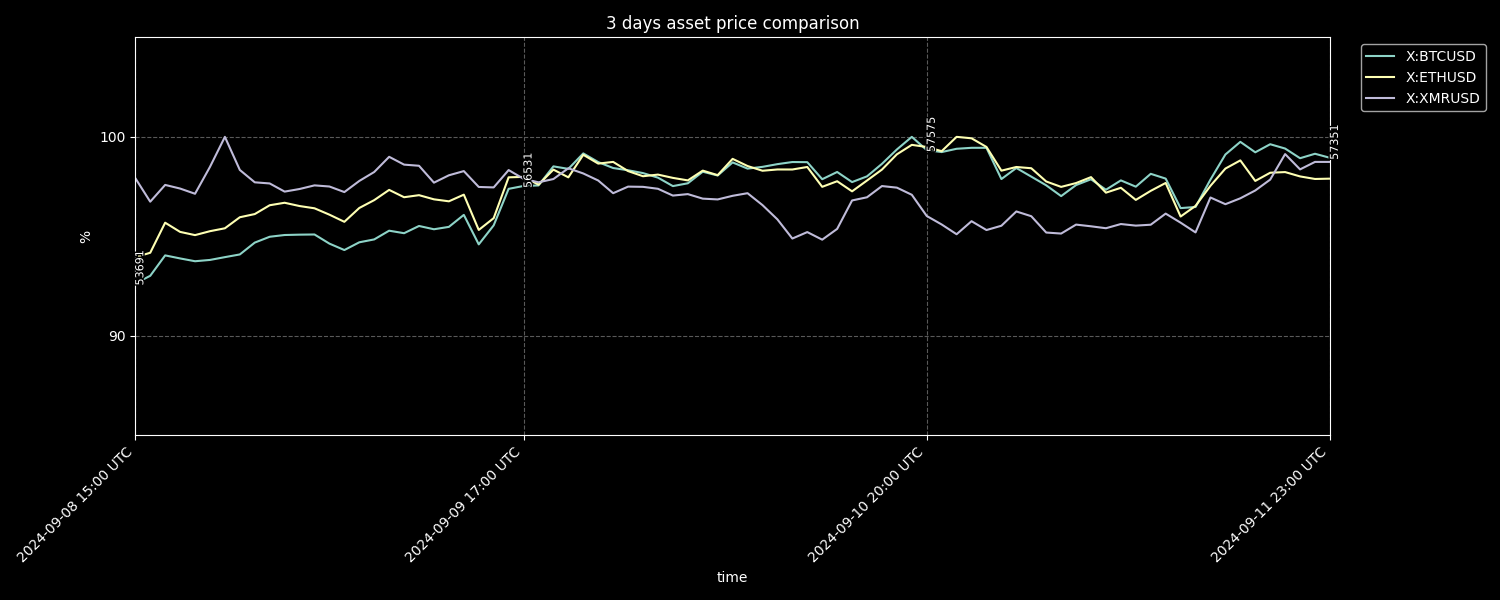 3 days asset price comparison
X:BTCUSD
X:ETHUSD
X:XMRUSD
100
90
%
53691
56531
57575
57351
2024-09-08 15:00 UTC
2024-09-09 17:00 UTC
2024-09-10 20:00 UTC
2024-09-11 23:00 UTC
time